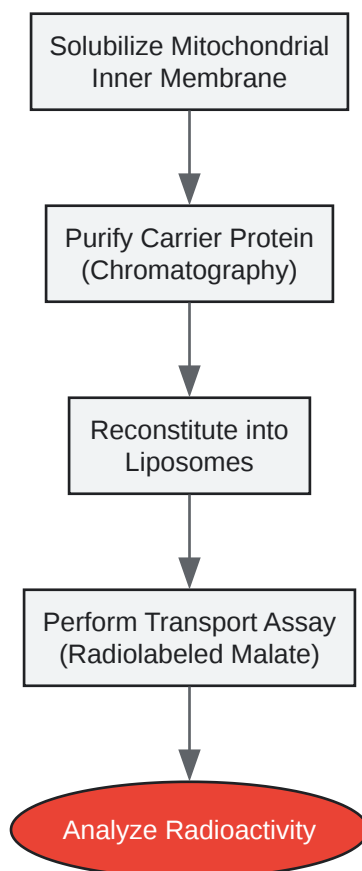 Solubilize Mitochondrial
Inner Membrane
Purify Carrier Protein
(Chromatography)
Reconstitute into
Liposomes
Perform Transport Assay
(Radiolabeled Malate)
Analyze Radioactivity